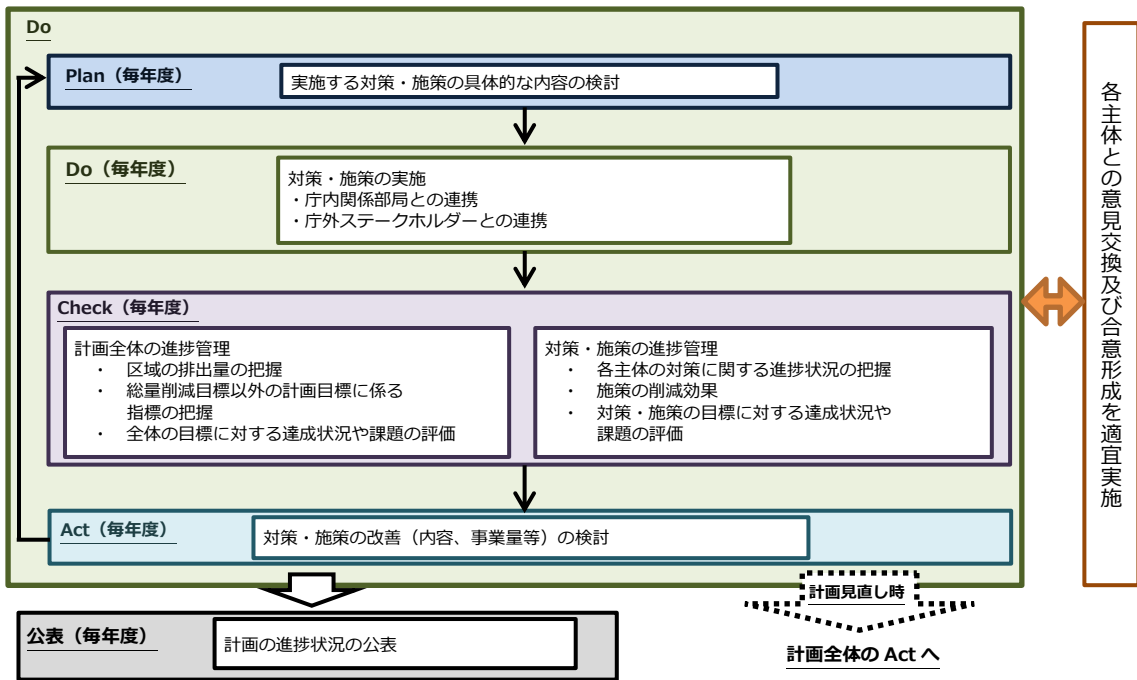 Do
Plan（毎年度）
実施する対策・施策の具体的な内容の検討
Do（毎年度）
対策・施策の実施
・庁内関係部局との連携
・庁外ステークホルダーとの連携
Check（毎年度）
計画全体の進捗管理
・ 区域の排出量の把握
・ 総量削減目標以外の計画目標に係る
指標の把握
・ 全体の目標に対する達成状況や課題の評価
対策・施策の進捗管理
・ 各主体の対策に関する進捗状況の把握
・ 施策の削減効果
・ 対策・施策の目標に対する達成状況や
課題の評価
Act（毎年度）
対策・施策の改善（内容、事業量等）の検討
公表（毎年度）
計画の進捗状況の公表
計画見直し時
計画全体の Act へ
各主体との意見交換及び合意形成を適宜実施